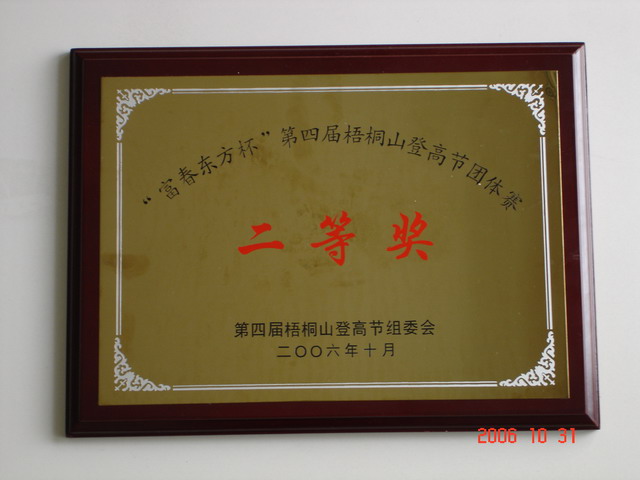 “富春东方杯”第四届梧桐山登高节团体赛
二等奖
第四届梧桐山登高节组委会
二〇〇六年十月
2006 10 31